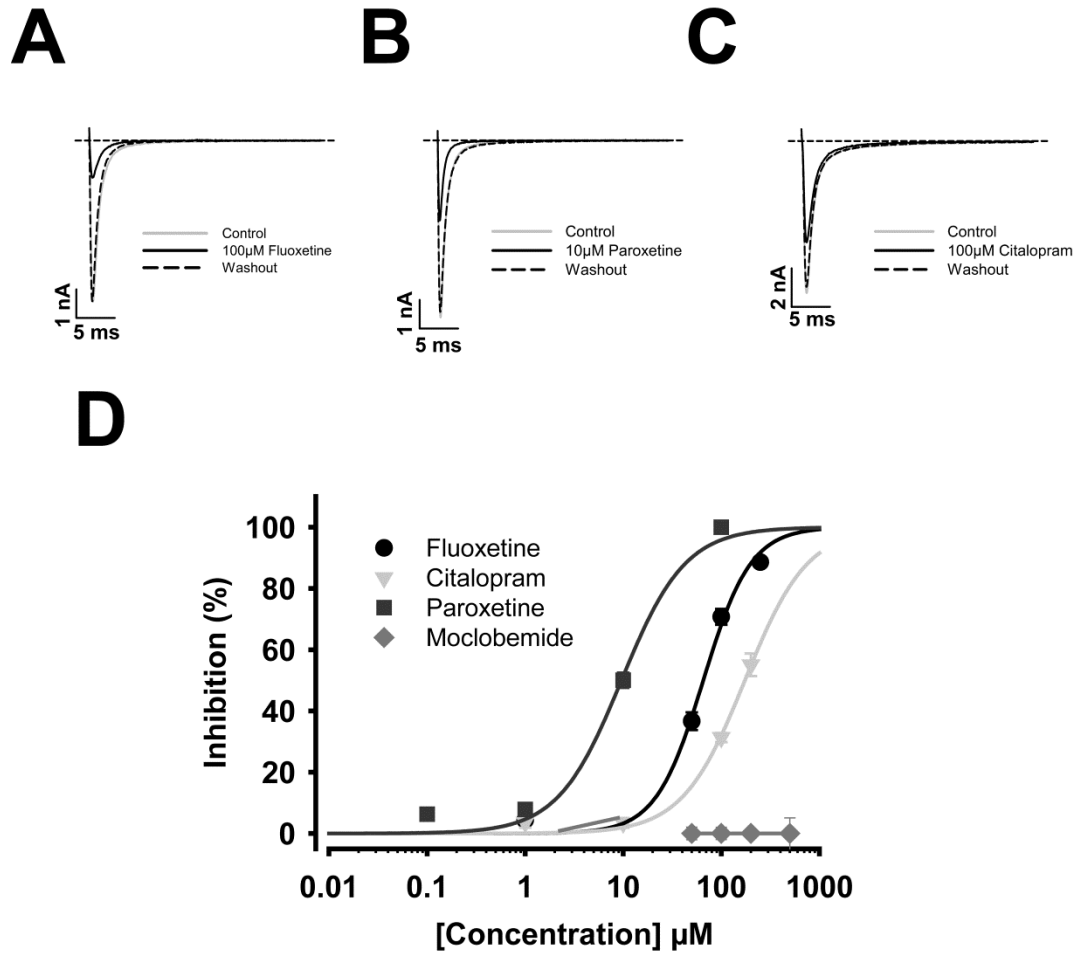 A
B
C
Control
100µM Fluoxetine
Washout
1 nA
5 ms
Control
10µM Paroxetine
Washout
1 nA
5 ms
Control
100µM Citalopram
Washout
2 nA
5 ms
D
Inhibition (%)
100
80
60
40
20
0
Fluoxetine
Citalopram
Paroxetine
Moclobemide
0.01 0.1 1 10 100 1000
[Concentration] µM